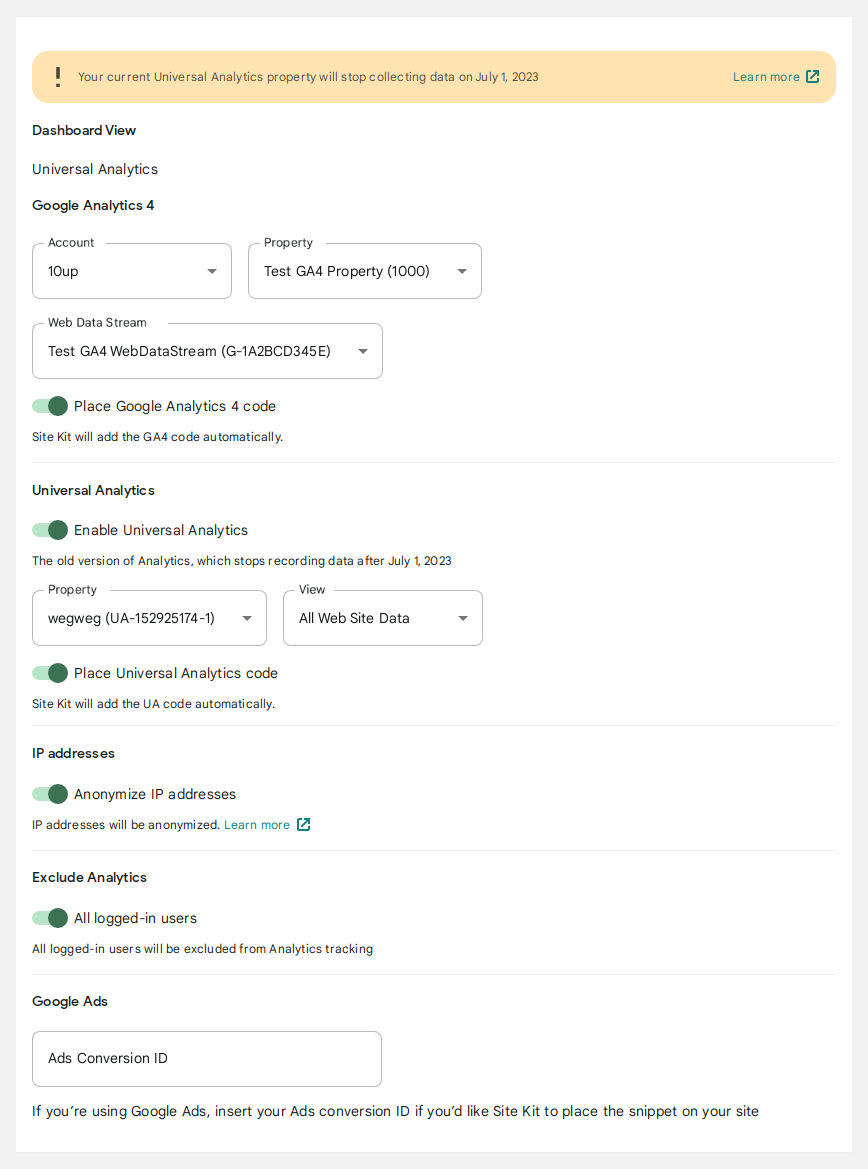 Your current Universal Analytics property will stop collecting data on July 1, 2023 Learn more
Dashboard View
Universal Analytics
Google Analytics 4
Account Property
10up Test GA4 Property (1000)
Web Data Stream
Test GA4 WebDataStream (G-1A2BCD345E)
Place Google Analytics 4 code
Site Kit will add the GA4 code automatically.
Universal Analytics
Enable Universal Analytics
The old version of Analytics, which stops recording data after July 1, 2023
Property View
wegweg (UA-152925174-1) All Web Site Data
Place Universal Analytics code
Site Kit will add the UA code automatically.
IP addresses
Anonymize IP addresses
IP addresses will be anonymized. Learn more
Exclude Analytics
All logged-in users
All logged-in users will be excluded from Analytics tracking
Google Ads
Ads Conversion ID
If you’re using Google Ads, insert your Ads conversion ID if you’d like Site Kit to place the snippet on your site